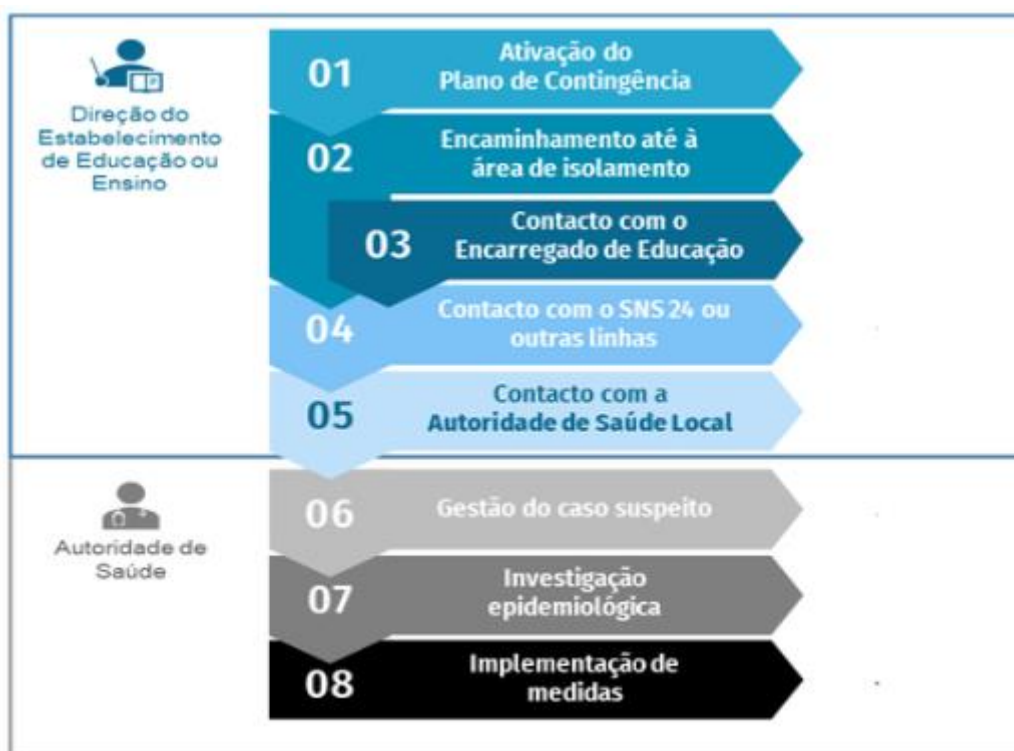 Direção do
Estabelecimento
de Educação ou
Ensino
01
Ativação do
Plano de Contingência
02
Encaminhamento até à
área de isolamento
03
Contacto com o
Encarregado de Educação
04
Contacto com o SNS 24 ou
outras linhas
05
Contacto com a
Autoridade de Saúde Local
Autoridade de
Saúde
06
Gestão do caso suspeito
07
Investigação
epidemiológica
08
Implementação de
medidas